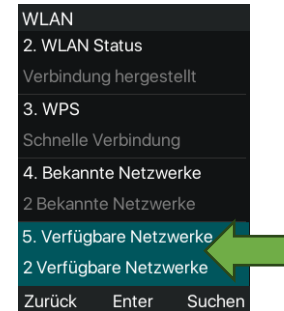 WLAN
2. WLAN Status
Verbindung hergestellt
3. WPS
Schnelle Verbindung
4. Bekannte Netzwerke
2 Bekannte Netzwerke
5. Verfügbare Netzwerke
2 Verfügbare Netzwerke
Zurück Enter Suchen